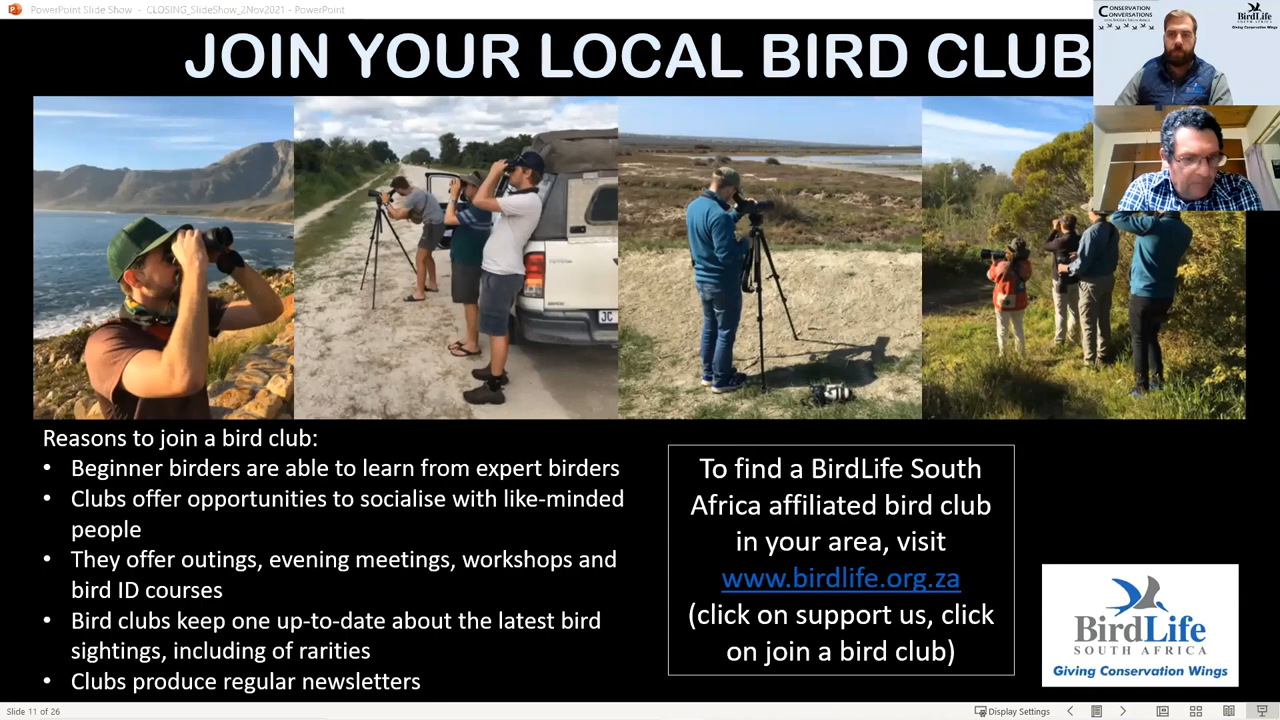 PowerPoint Slide Show - CLOSING_SlideShow_2Nov2021 - PowerPoint
JOIN YOUR LOCAL BIRD CLUB
CONSERVATION
CONVERSATIONS
BirdLife
SOUTH AFRICA
Giving Conservation Wings
JC
Reasons to join a bird club:
• Beginner birders are able to learn from expert birders
• Clubs offer opportunities to socialise with like-minded
people
• They offer outings, evening meetings, workshops and
bird ID courses
• Bird clubs keep one up-to-date about the latest bird
sightings, including of rarities
• Clubs produce regular newsletters
To find a BirdLife South
Africa affiliated bird club
in your area, visit
www.birdlife.org.za
(click on support us, click
on join a bird club)
BirdLife
SOUTH AFRICA
Giving Conservation Wings
Slide 11 of 26
Display Settings